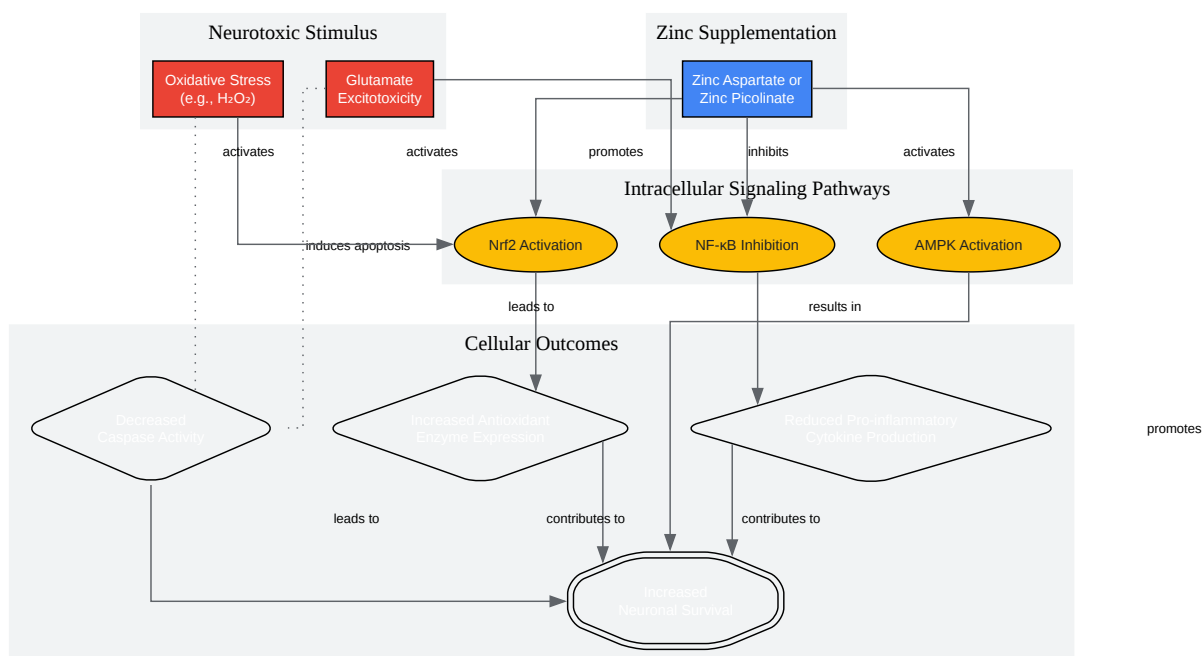 Neurotoxic Stimulus
Zinc Supplementation
Oxidative Stress
(e.g., H₂O₂)
Glutamate
Excitotoxicity
Zinc Aspartate or
Zinc Picolinate
activates
activates
promotes
inhibits
activates
Intracellular Signaling Pathways
induces apoptosis
Nrf2 Activation
NF-κB Inhibition
AMPK Activation
leads to
results in
Cellular Outcomes
Decreased
Caspase Activity
Increased Antioxidant
Enzyme Expression
Reduced Pro-inflammatory
Cytokine Production
promotes
leads to
contributes to
contributes to
Increased
Neuronal Survival